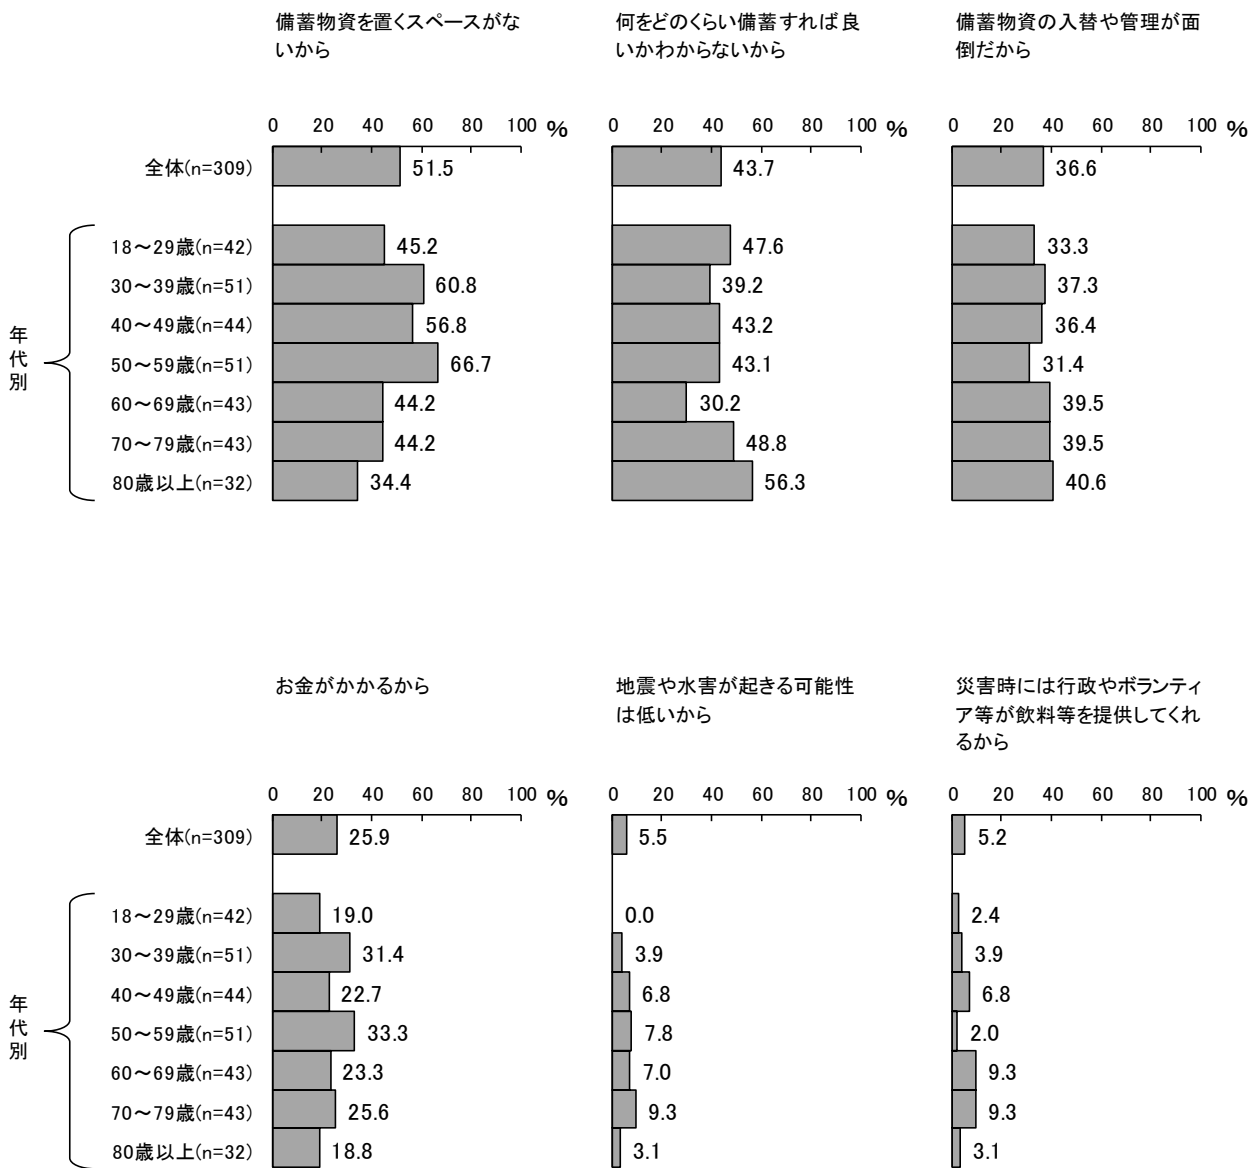 備蓄物資を置くスペースがな
いから
何をどのくらい備蓄すれば良
いかわからないから
備蓄物資の入替や管理が面
倒だから
0 20 40 60 80 100 %
0 20 40 60 80 100 %
0 20 40 60 80 100 %
全体(n=309) 51.5 43.7 36.6
年代別
18～29歳(n=42) 45.2 47.6 33.3
30～39歳(n=51) 60.8 39.2 37.3
40～49歳(n=44) 56.8 43.2 36.4
50～59歳(n=51) 66.7 43.1 31.4
60～69歳(n=43) 44.2 30.2 39.5
70～79歳(n=43) 44.2 48.8 39.5
80歳以上(n=32) 34.4 56.3 40.6
お金がかかるから
地震や水害が起きる可能性
は低いから
災害時には行政やボランティ
ア等が飲料等を提供してくれ
るから
0 20 40 60 80 100 %
0 20 40 60 80 100 %
0 20 40 60 80 100 %
全体(n=309) 25.9 5.5 5.2
年代別
18～29歳(n=42) 19.0 0.0 2.4
30～39歳(n=51) 31.4 3.9 3.9
40～49歳(n=44) 22.7 6.8 6.8
50～59歳(n=51) 33.3 7.8 2.0
60～69歳(n=43) 23.3 7.0 9.3
70～79歳(n=43) 25.6 9.3 9.3
80歳以上(n=32) 18.8 3.1 3.1